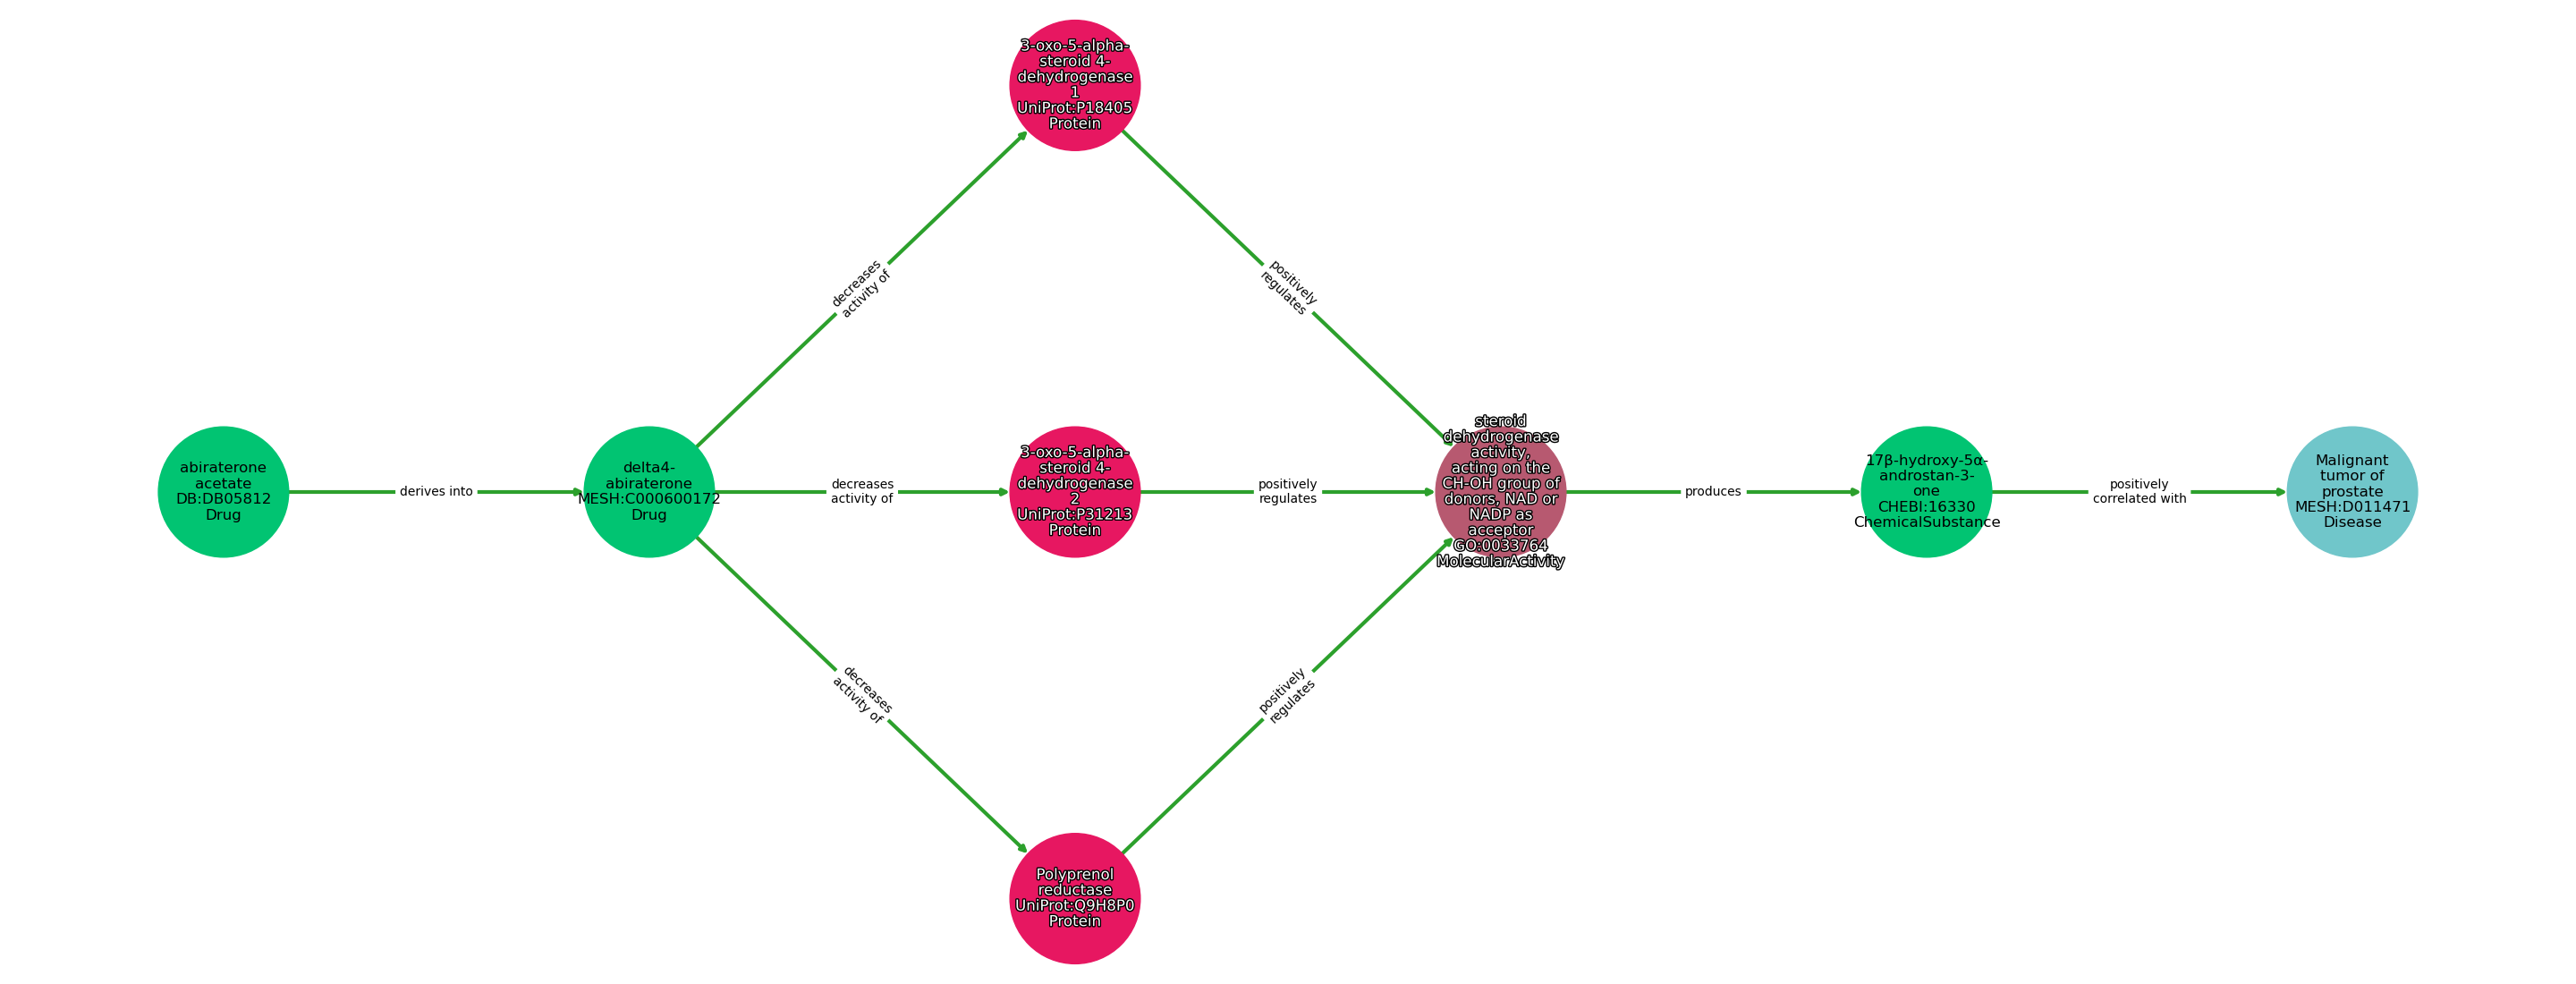 3-oxo-5-alpha-
steroid 4-
dehydrogenase
1
UniProt:P18405
Protein
decreases
activity of
positively
regulates
abiraterone
acetate
DB:DB05812
Drug
derives into
delta4-
abiraterone
MESH:C000600172
Drug
decreases
activity of
3-oxo-5-alpha-
steroid 4-
dehydrogenase
2
UniProt:P31213
Protein
positively
regulates
steroid
dehydrogenase
activity,
acting on the
CH-OH group of
donors, NAD or
NADP as
acceptor
GO:0033764
MolecularActivity
produces
17β-hydroxy-5α-
androstan-3-
one
CHEBI:16330
ChemicalSubstance
positively
correlated with
Malignant
tumor of
prostate
MESH:D011471
Disease
decreases
activity of
positively
regulates
Polyprenol
reductase
UniProt:Q9H8P0
Protein